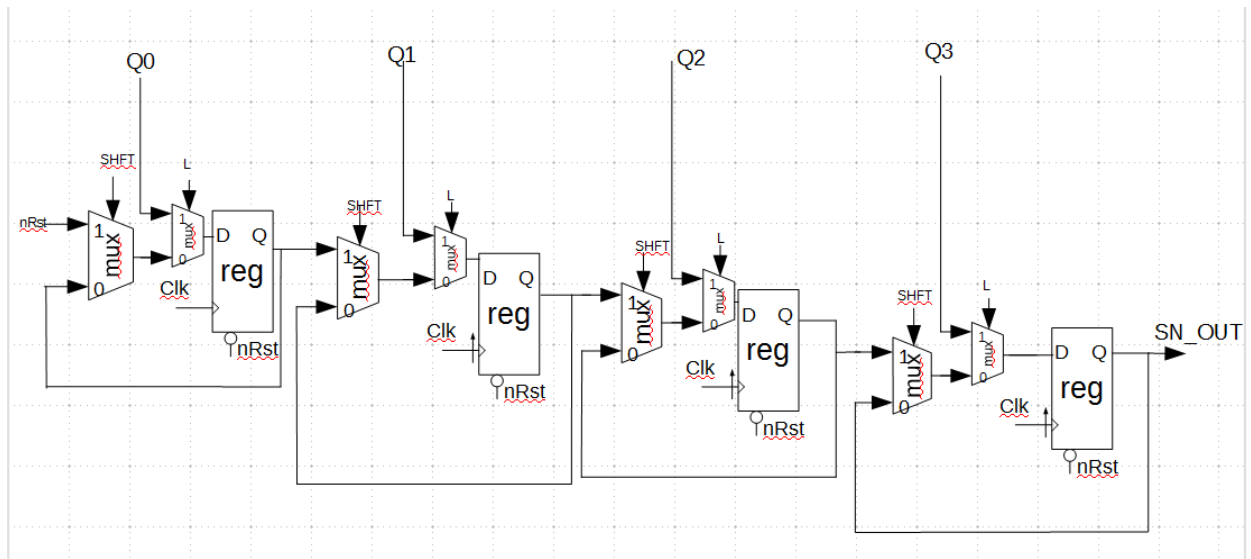 Q0
Q1
Q2
Q3
SHFT
L
nRst
1
mux
0
1
mux
0
D Q
reg
Clk
nRst
SHFT
L
1
mux
0
1
mux
0
D Q
reg
Clk
nRst
SHFT
L
1
mux
0
1
mux
0
D Q
reg
Clk
nRst
SHFT
L
1
mux
0
1
mux
0
D Q
reg
Clk
nRst
SN_OUT